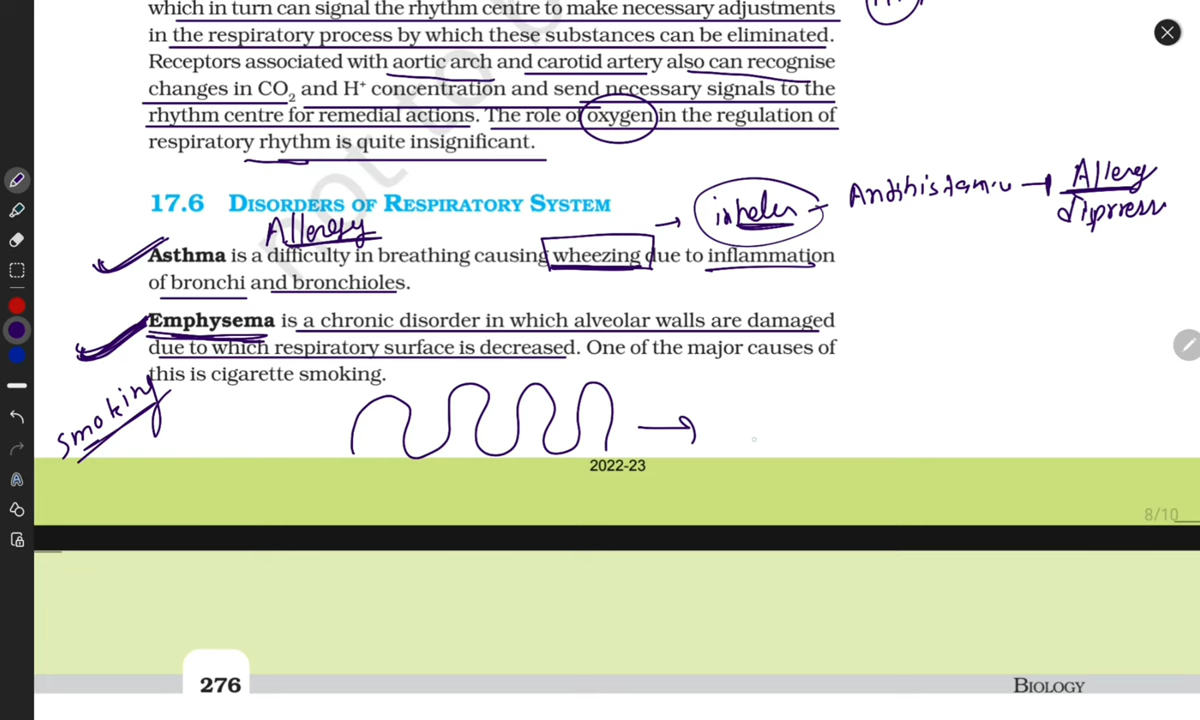 which in turn can signal the rhythm centre to make necessary adjustments
in the respiratory process by which these substances can be eliminated.
Receptors associated with aortic arch and carotid artery also can recognise
changes in CO₂ and H⁺ concentration and send necessary signals to the
rhythm centre for remedial actions. The role of oxygen in the regulation of
respiratory rhythm is quite insignificant.
17.6 DISORDERS OF RESPIRATORY SYSTEM
inheler
Allergy
Allergy
Asthma is a difficulty in breathing causing wheezing due to inflammation
of bronchi and bronchioles.
Emphysema is a chronic disorder in which alveolar walls are damaged
due to which respiratory surface is decreased. One of the major causes of
this is cigarette smoking.
Smoking
2022-23
8/10
276
BIOLOGY
not to